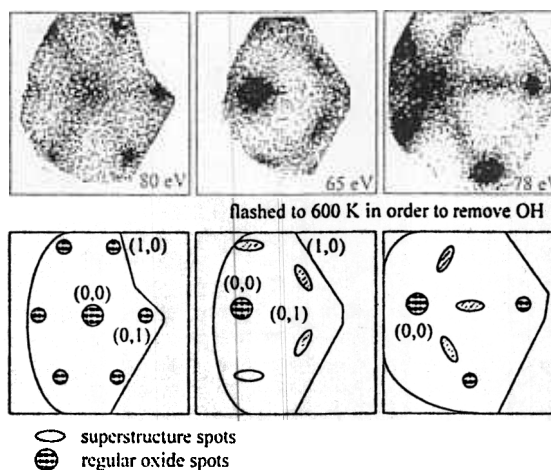 80 eV
65 eV
78 eV
flashed to 600 K in order to remove OH
(1,0)
(0,0)
(0,1)
(1,0)
(0,0)
(0,1)
(0,0)
superstructure spots
regular oxide spots